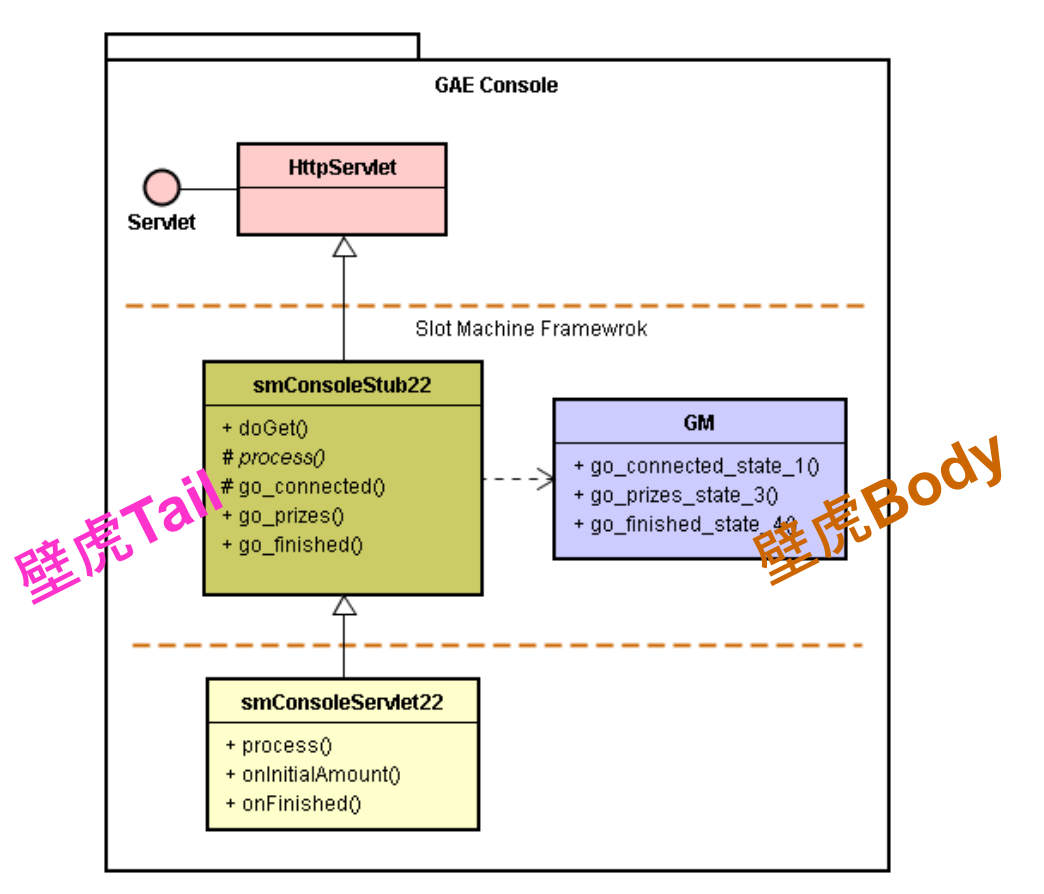 GAE Console
HttpServlet
Servlet
Slot Machine Framewrok
smConsoleStub22
+ doGet()
# process()
# go_connected()
+ go_prizes()
+ go_finished()
GM
+ go_connected_state_1()
+ go_prizes_state_3()
+ go_finished_state_4()
壁虎Tail
壁虎Body
smConsoleServlet22
+ process()
+ onInitialAmount()
+ onFinished()